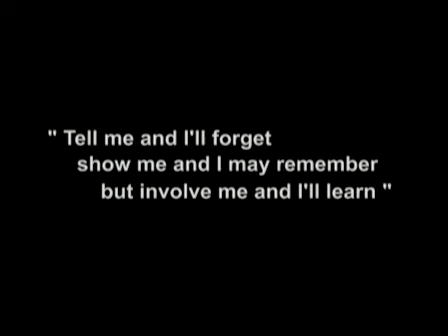 " Tell me and I'll forget
show me and I may remember
but involve me and I'll learn "